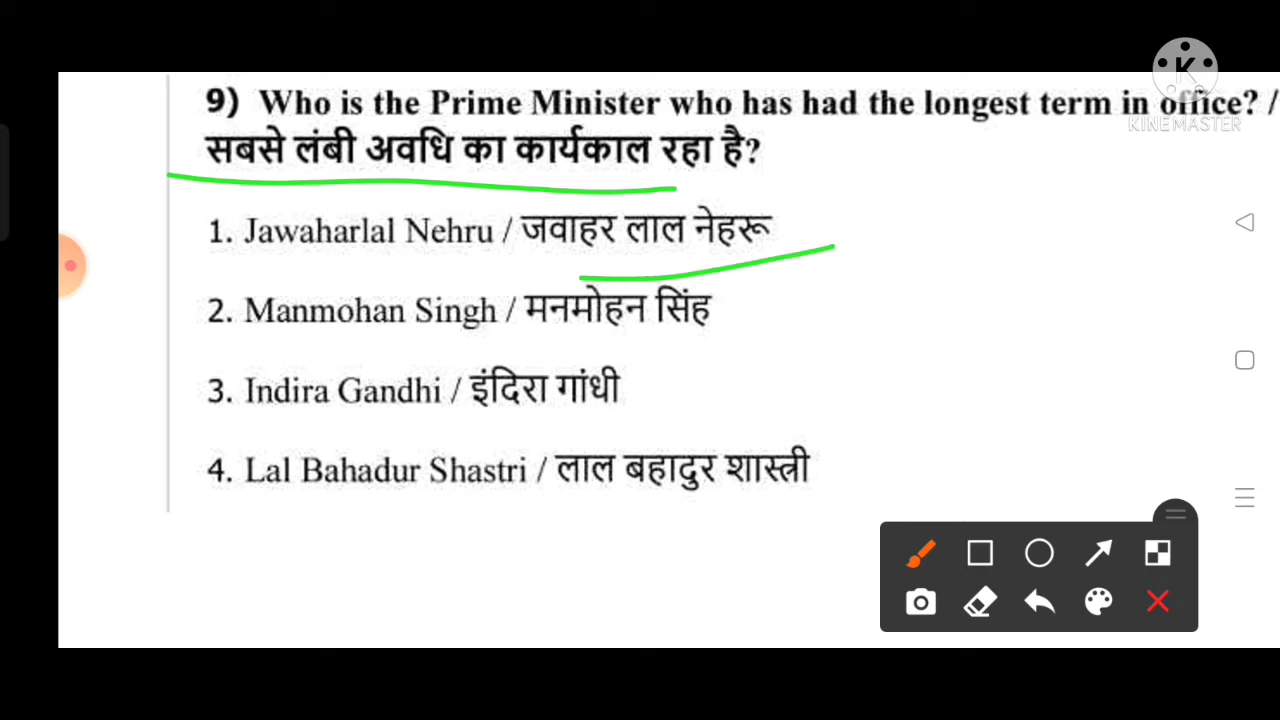 K
KINEMASTER
9) Who is the Prime Minister who has had the longest term in office? /
सबसे लंबी अवधि का कार्यकाल रहा है?
1. Jawaharlal Nehru / जवाहर लाल नेहरू
2. Manmohan Singh / मनमोहन सिंह
3. Indira Gandhi / इंदिरा गांधी
4. Lal Bahadur Shastri / लाल बहादुर शास्त्री